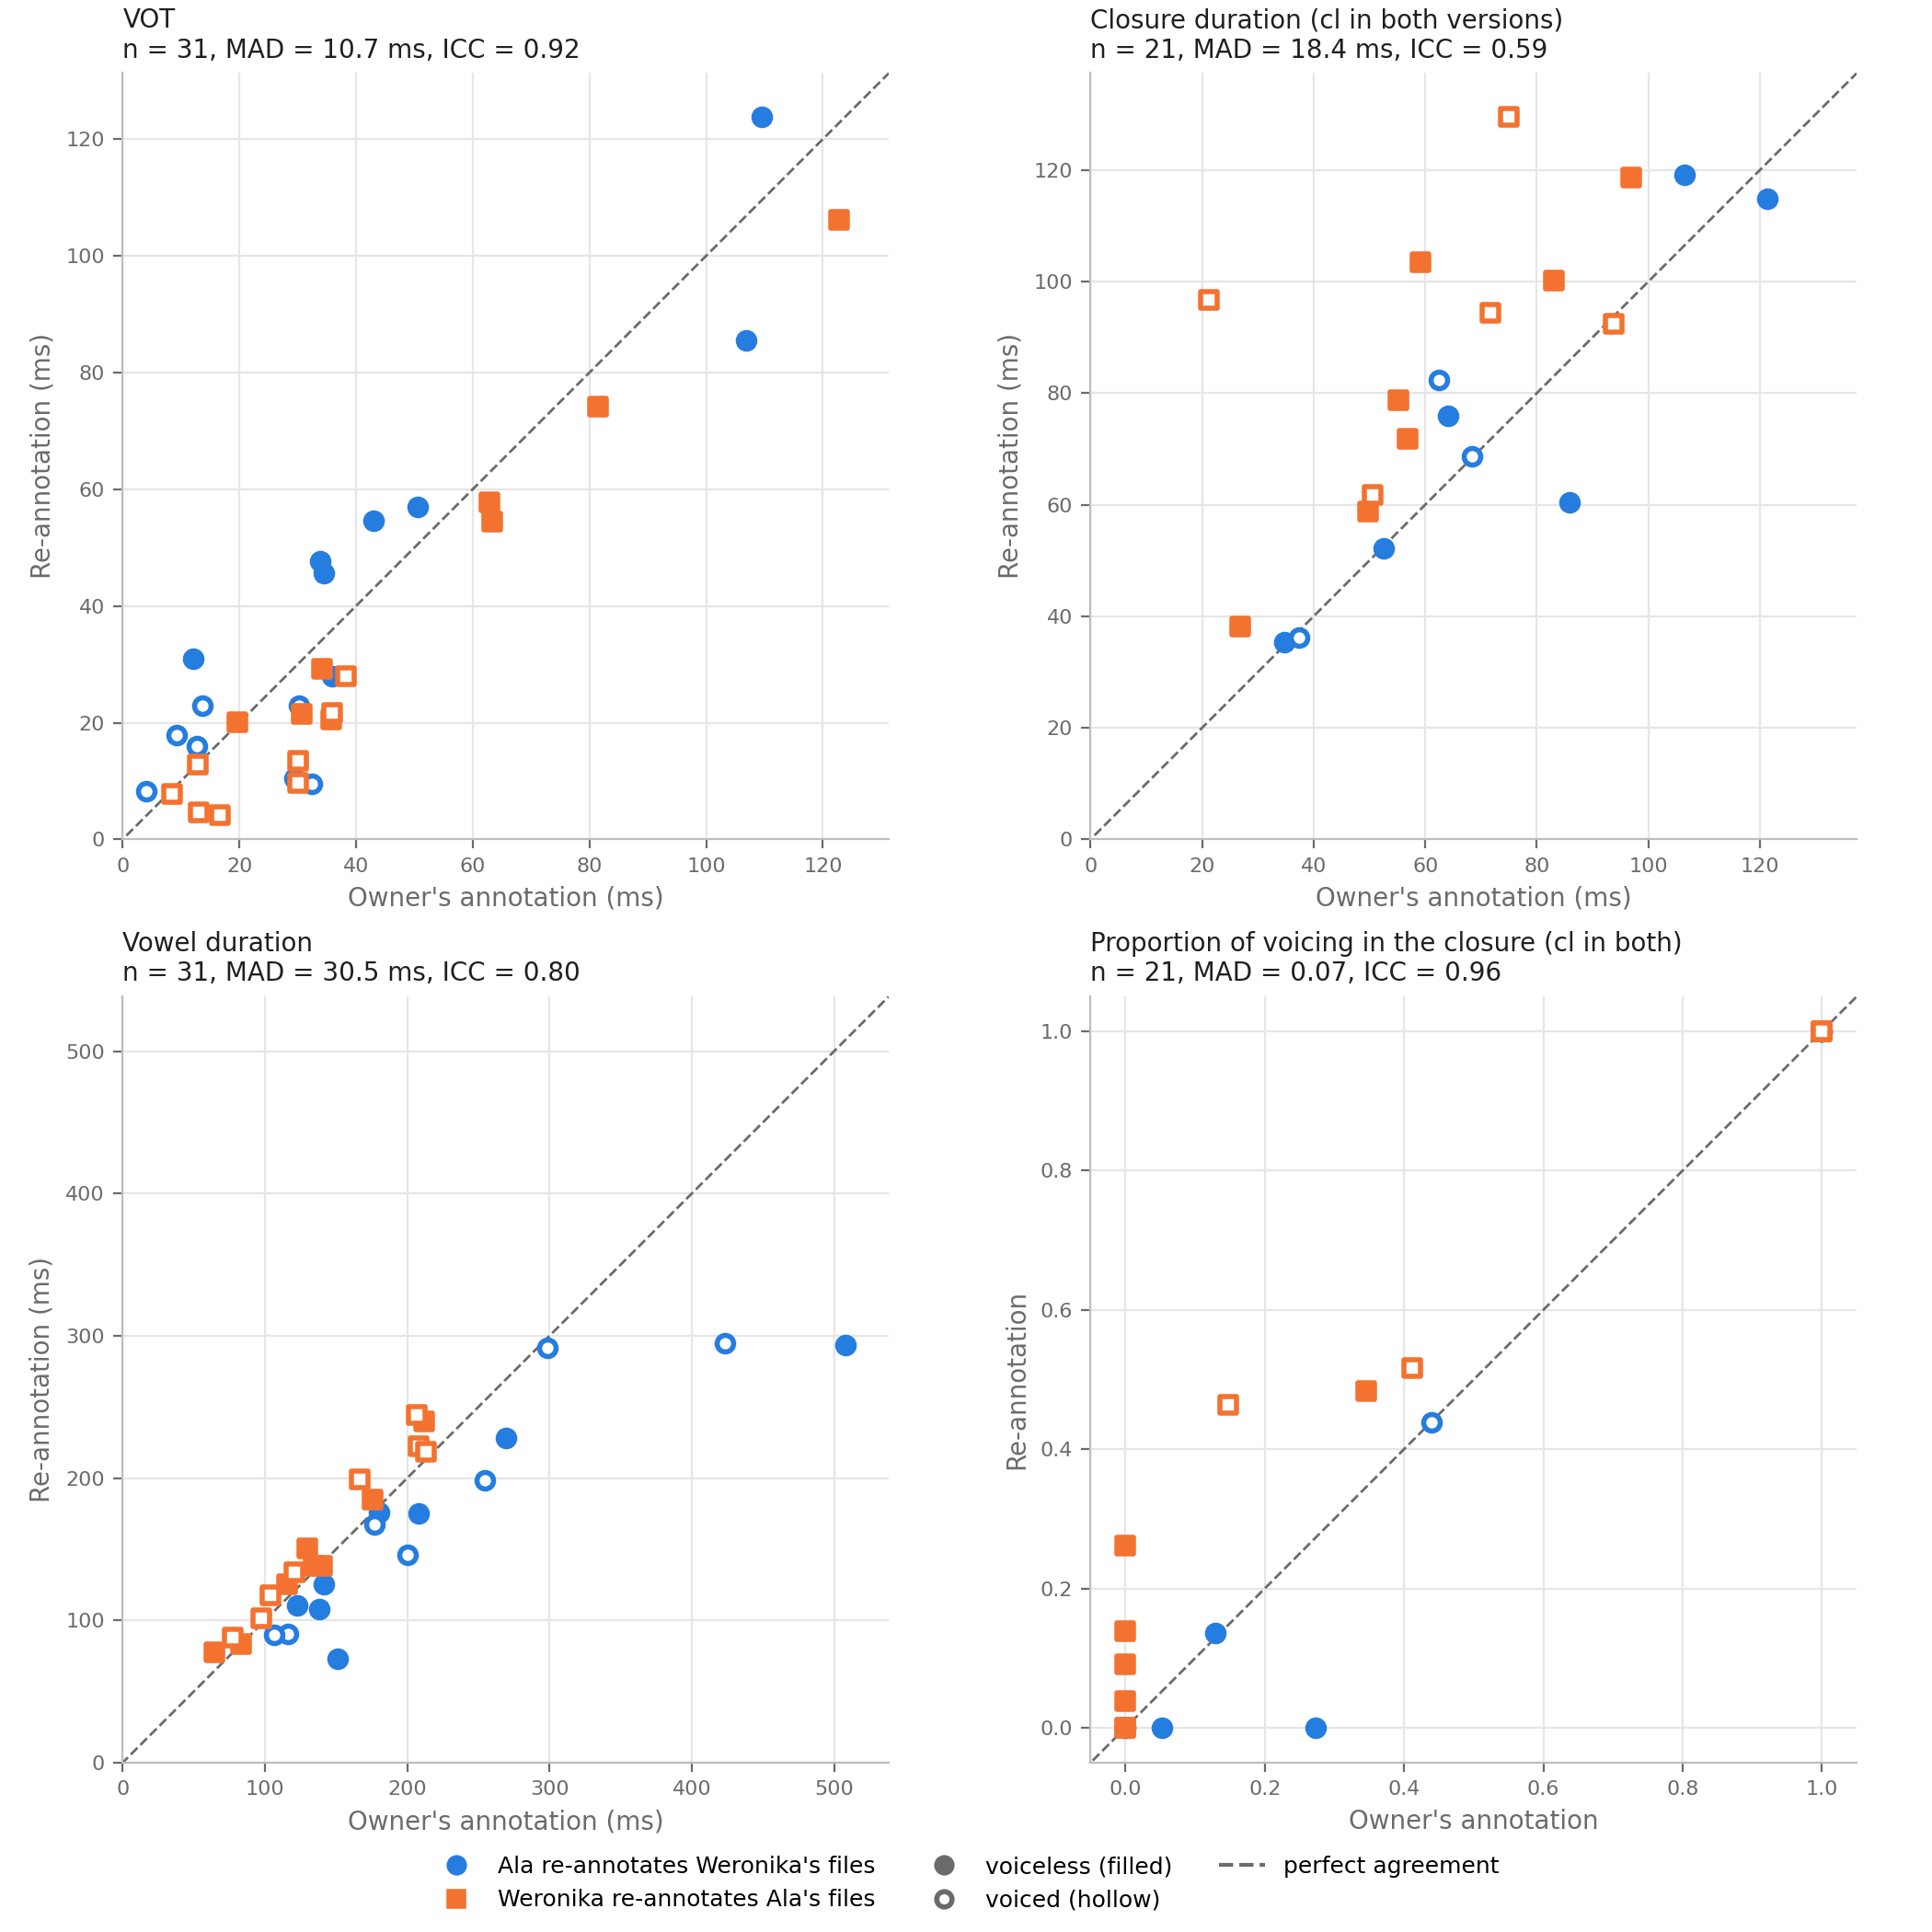 VOT
n = 31, MAD = 10.7 ms, ICC = 0.92
120
100
80
60
40
20
0
0 20 40 60 80 100 120
Re-annotation (ms)
Owner's annotation (ms)
Closure duration (cl in both versions)
n = 21, MAD = 18.4 ms, ICC = 0.59
120
100
80
60
40
20
0
0 20 40 60 80 100 120
Re-annotation (ms)
Owner's annotation (ms)
Vowel duration
n = 31, MAD = 30.5 ms, ICC = 0.80
500
400
300
200
100
0
0 100 200 300 400 500
Re-annotation (ms)
Owner's annotation (ms)
Proportion of voicing in the closure (cl in both)
n = 21, MAD = 0.07, ICC = 0.96
1.0
0.8
0.6
0.4
0.2
0.0
0.0 0.2 0.4 0.6 0.8 1.0
Re-annotation
Owner's annotation
Ala re-annotates Weronika's files
Weronika re-annotates Ala's files
voiceless (filled)
voiced (hollow)
perfect agreement